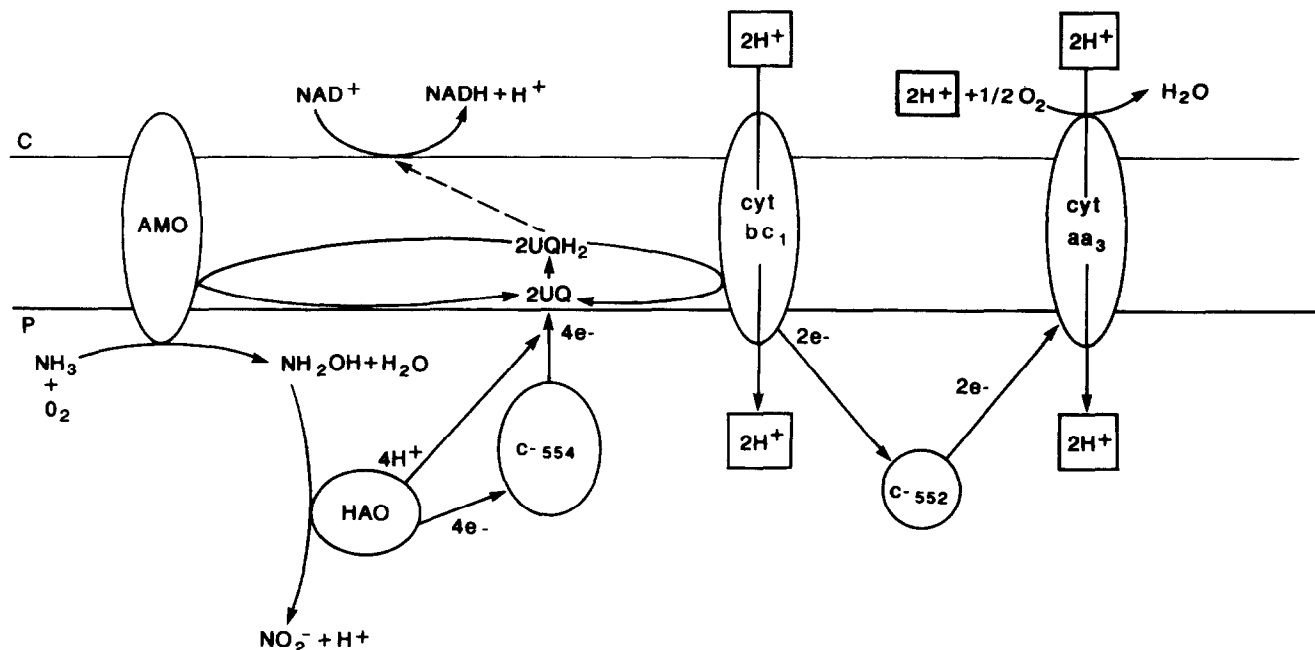 2H⁺
2H⁺
NAD⁺
NADH + H⁺
2H⁺ +1/2 O₂
H₂O
C
AMO
cyt
bc₁
cyt
aa₃
2UQH₂
2UQ
P
4e-
2e-
NH₃
+
O₂
NH₂OH + H₂O
2e-
4H⁺
c-₅₅₄
2H⁺
2H⁺
HAO
4e-
c-₅₅₂
NO₂⁻ + H⁺